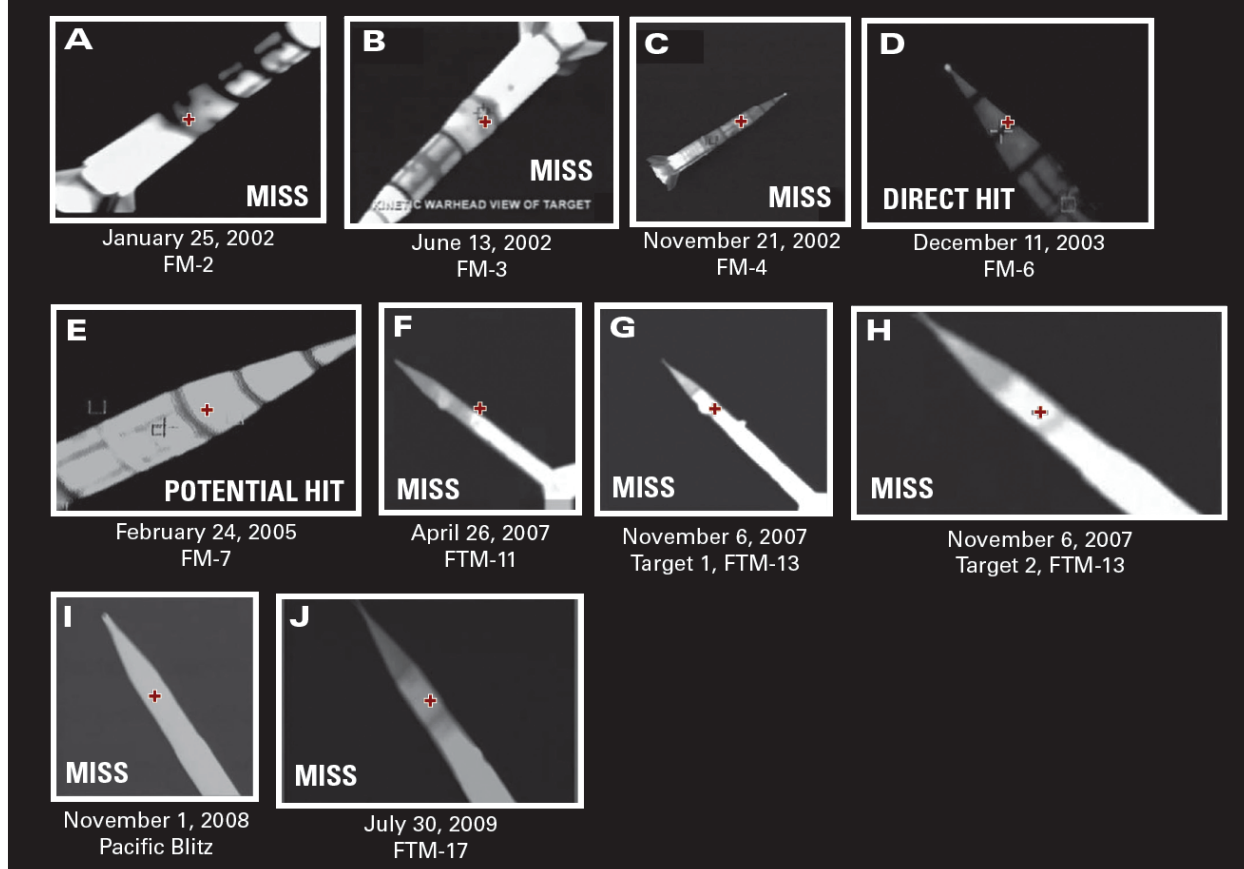 A
MISS
January 25, 2002
FM-2
B
MISS
KINETIC WARHEAD VIEW OF TARGET
June 13, 2002
FM-3
C
MISS
November 21, 2002
FM-4
D
DIRECT HIT
December 11, 2003
FM-6
E
POTENTIAL HIT
February 24, 2005
FM-7
F
MISS
April 26, 2007
FTM-11
G
MISS
November 6, 2007
Target 1, FTM-13
H
MISS
November 6, 2007
Target 2, FTM-13
I
MISS
November 1, 2008
Pacific Blitz
J
MISS
July 30, 2009
FTM-17